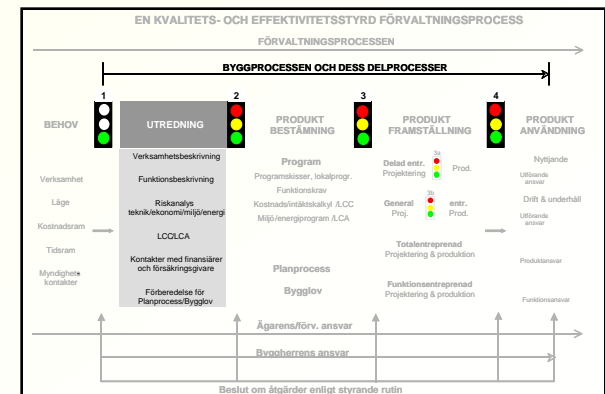 EN KVALITETS- OCH EFFEKTIVITETSSTYRD FÖRVALTNINGSPROCESS
FÖRVALTNINGSPROCESSEN
BYGGPROCESSEN OCH DESS DELPROCESSER
1
2
3
4
BEHOV
UTREDNING
PRODUKT
BESTÄMNING
PRODUKT
FRAMSTÄLLNING
PRODUKT
ANVÄNDNING
Verksamhet
Läge
Kostnadsram
Tidsram
Myndighets
kontakter
Verksamhetsbeskrivning
Funktionsbeskrivning
Riskanalys
teknik/ekonomi/miljö/energi
LCC/LCA
Kontakter med finansiärer
och försäkringsgivare
Förberedelse för
Planprocess/Bygglov
Program
Programskisser, lokalprogr.
Funktionskrav
Kostnads/intäktskalkyl /LCC
Miljö/energiprogram /LCA
Planprocess
Bygglov
3a
Delad entr.
Projektering Prod.
3b
General entr.
Proj. Prod.
Totalentreprenad
Projektering & produktion
Funktionsentreprenad
Projektering & produktion
Nyttjande
Utförande
ansvar
Drift & underhåll
Utförande
ansvar
Produktansvar
Funktionsansvar
Ägarens/förv. ansvar
Byggherrens ansvar
Beslut om åtgärder enligt styrande rutin